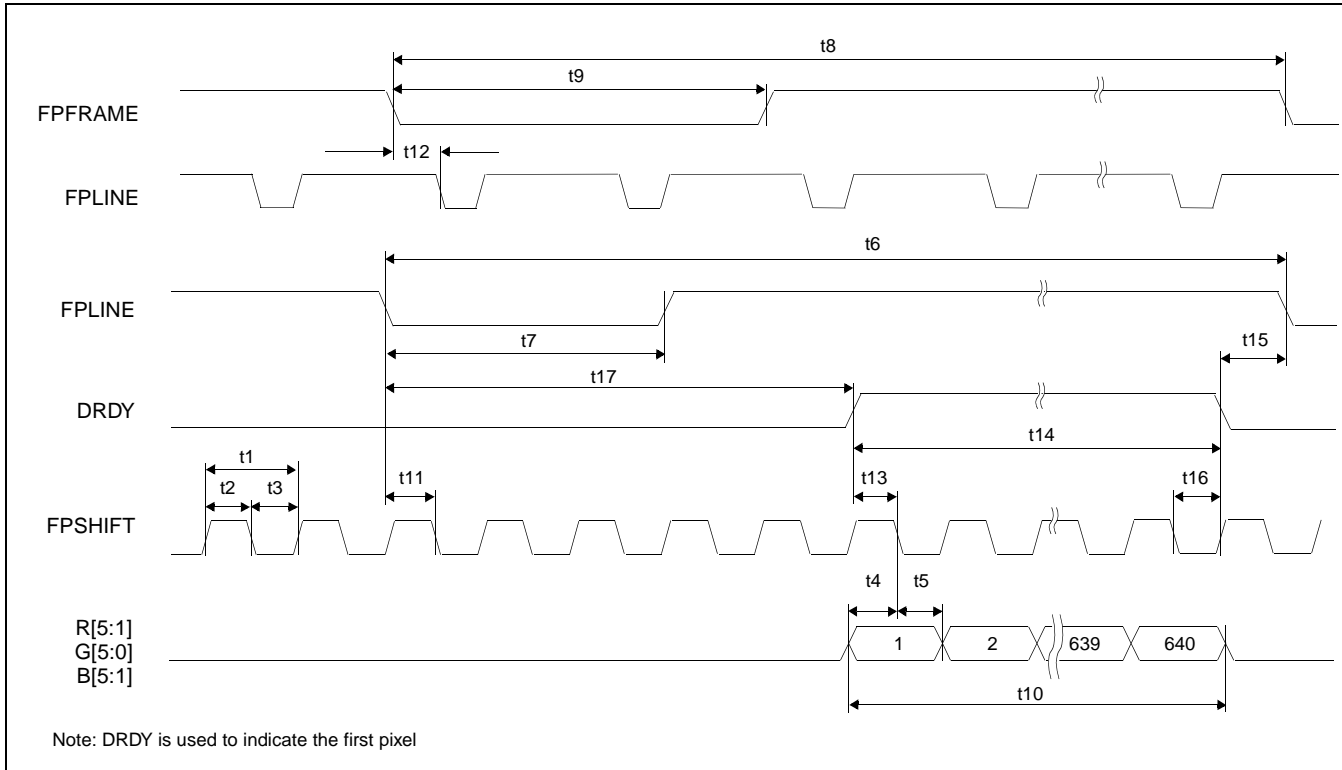 t8
t9
FPFRAME
t12
FPLINE
t6
FPLINE
t7
t15
t17
DRDY
t14
t1
t11
t13
t16
t2 t3
FPSHIFT
t4 t5
R[5:1]
G[5:0]
B[5:1]
1 2 639 640
t10
Note: DRDY is used to indicate the first pixel